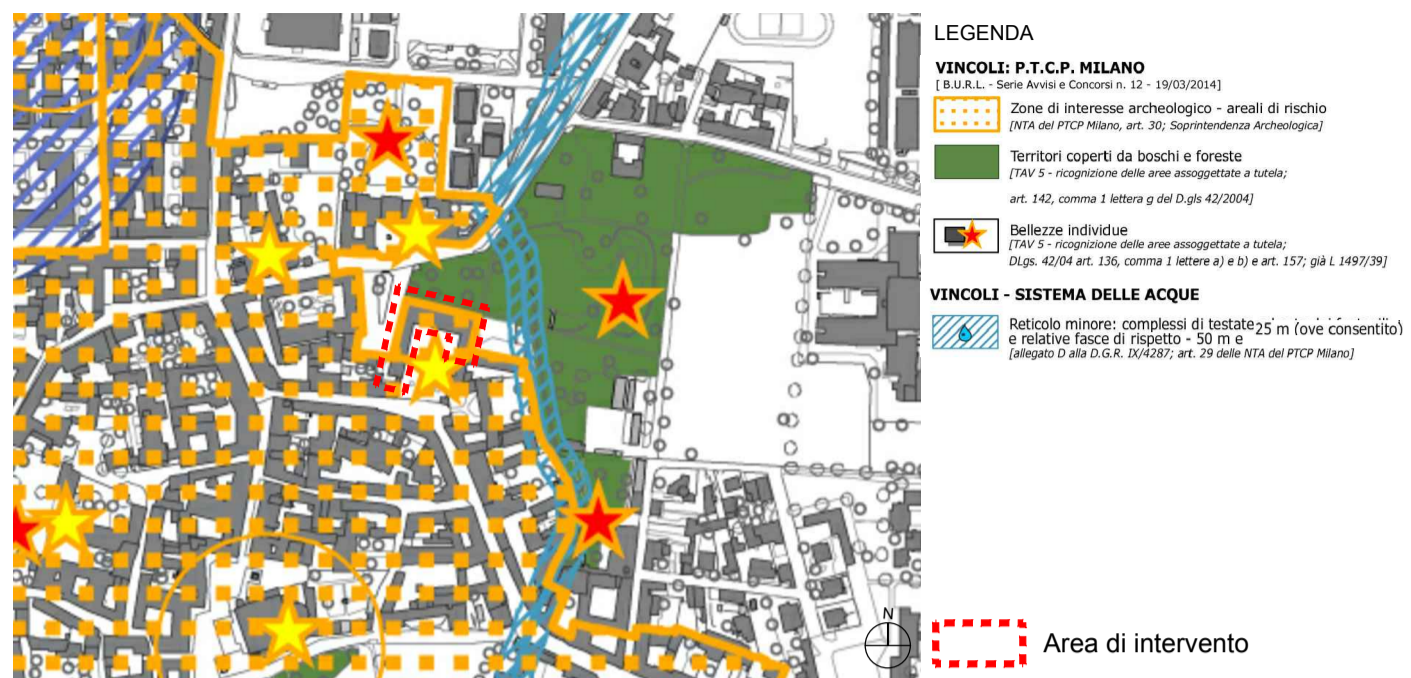 LEGENDA
VINCOLI: P.T.C.P. MILANO
[ B.U.R.L. - Serie Avvisi e Concorsi n. 12 - 19/03/2014]
Zone di interesse archeologico - areali di rischio
[NTA del PTCP Milano, art. 30; Soprintendenza Archeologica]
Territori coperti da boschi e foreste
[TAV 5 - ricognizione delle aree assoggettate a tutela;
art. 142, comma 1 lettera g del D.gls 42/2004]
Bellezze individue
[TAV 5 - ricognizione delle aree assoggettate a tutela;
DLgs. 42/04 art. 136, comma 1 lettere a) e b) e art. 157; già L 1497/39]
VINCOLI - SISTEMA DELLE ACQUE
Reticolo minore: complessi di testate 25 m (ove consentito)
e relative fasce di rispetto - 50 m e
[allegato D alla D.G.R. IX/4287; art. 29 delle NTA del PTCP Milano]
N
Area di intervento